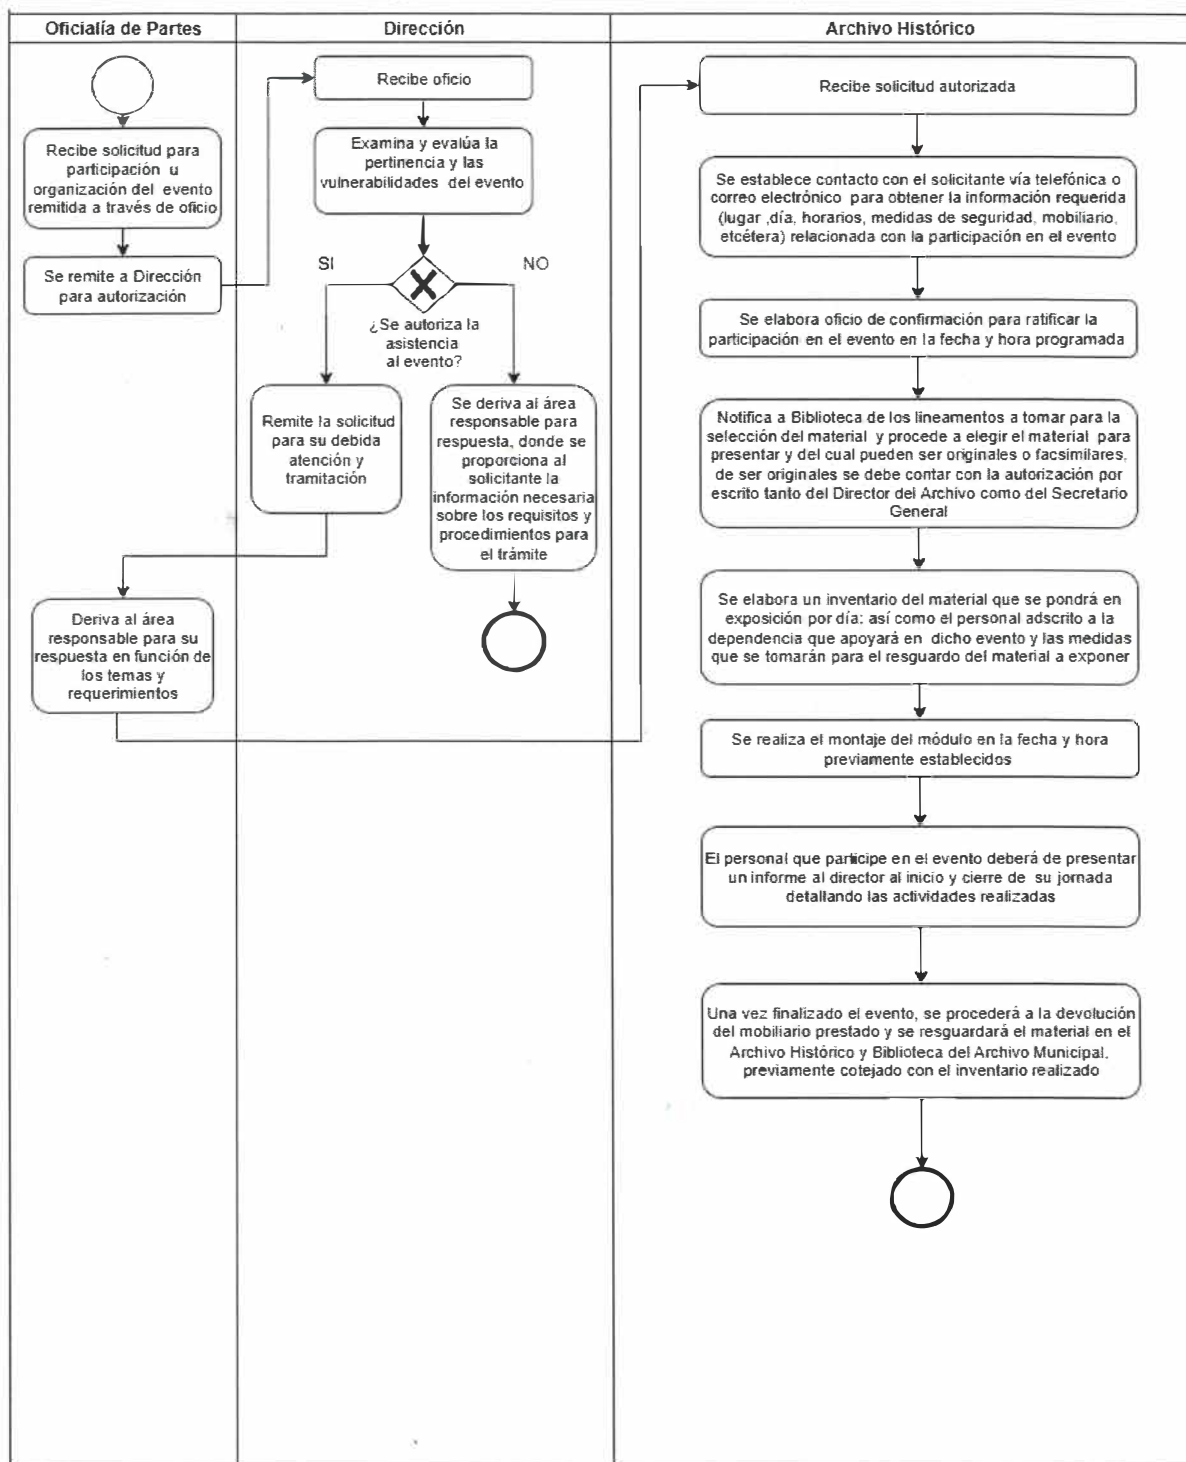 Oficialía de Partes
Dirección
Archivo Histórico
Recibe solicitud para
participación u
organización del evento
remitida a través de oficio
Se remite a Dirección
para autorización
Recibe oficio
Examina y evalúa la
pertinencia y las
vulnerabilidades del evento
SI
NO
¿Se autoriza la
asistencia
al evento?
Remite la solicitud
para su debida
atención y
tramitación
Se deriva al área
responsable para
respuesta, donde se
proporciona al
solicitante la
información necesaria
sobre los requisitos y
procedimientos para
el trámite
Deriva al área
responsable para su
respuesta en función de
los temas y
requerimientos
Recibe solicitud autorizada
Se establece contacto con el solicitante vía telefónica o
correo electrónico para obtener la información requerida
(lugar ,día, horarios, medidas de seguridad, mobiliario,
etcétera) relacionada con la participación en el evento
Se elabora oficio de confirmación para ratificar la
participación en el evento en la fecha y hora programada
Notifica a Biblioteca de los lineamentos a tomar para la
selección del material y procede a elegir el material para
presentar y del cual pueden ser originales o facsimilares,
de ser originales se debe contar con la autorización por
escrito tanto del Director del Archivo como del Secretario
General
Se elabora un inventario del material que se pondrá en
exposición por día; así como el personal adscrito a la
dependencia que apoyará en dicho evento y las medidas
que se tomarán para el resguardo del material a exponer
Se realiza el montaje del módulo en la fecha y hora
previamente establecidos
El personal que participe en el evento deberá de presentar
un informe al director al inicio y cierre de su jornada
detallando las actividades realizadas
Una vez finalizado el evento, se procederá a la devolución
del mobiliario prestado y se resguardará el material en el
Archivo Histórico y Biblioteca del Archivo Municipal,
previamente cotejado con el inventario realizado